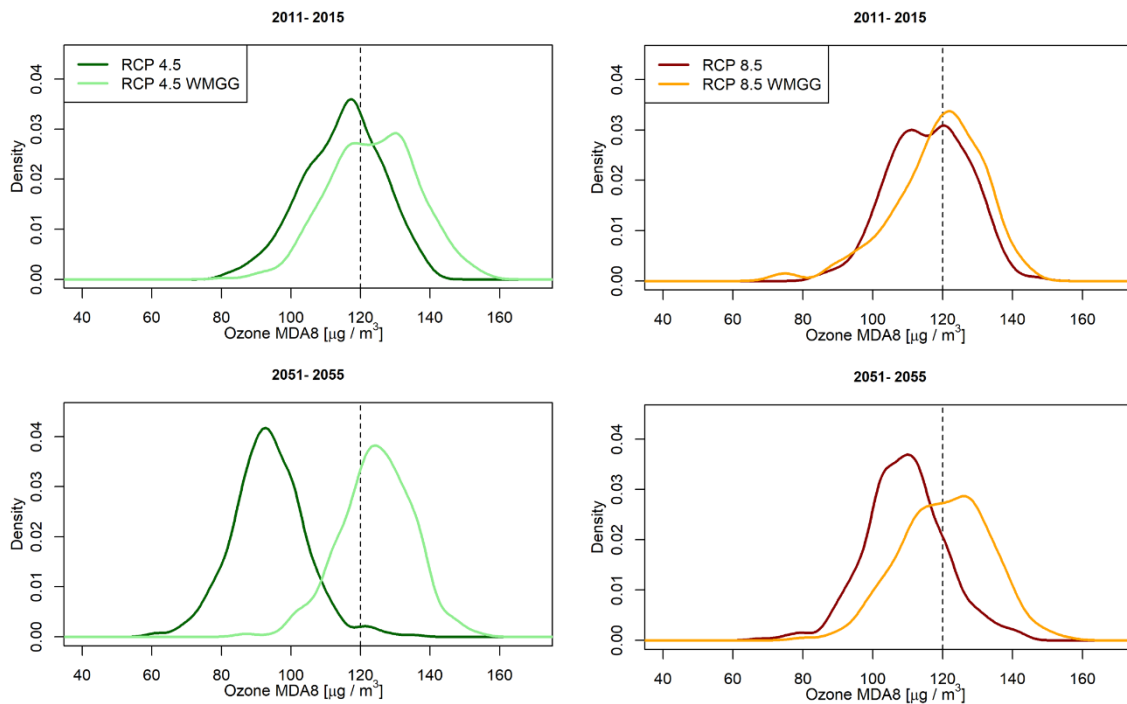 2011- 2015
RCP 4.5
RCP 4.5 WMGG
Density
0.00 0.01 0.02 0.03 0.04
40 60 80 100 120 140 160
Ozone MDA8 [μg / m³]
2011- 2015
RCP 8.5
RCP 8.5 WMGG
Density
0.00 0.01 0.02 0.03 0.04
40 60 80 100 120 140 160
Ozone MDA8 [μg / m³]
2051- 2055
Density
0.00 0.01 0.02 0.03 0.04
40 60 80 100 120 140 160
Ozone MDA8 [μg / m³]
2051- 2055
Density
0.00 0.01 0.02 0.03 0.04
40 60 80 100 120 140 160
Ozone MDA8 [μg / m³]